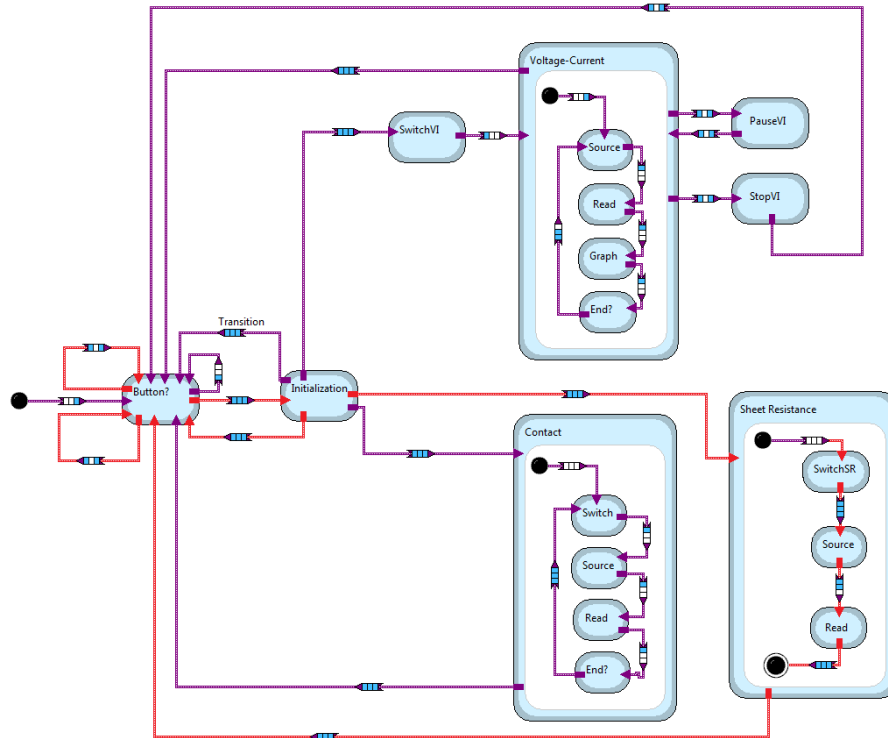 Voltage-Current
SwitchVI
PauseVI
Source
StopVI
Read
Graph
End?
Transition
Button?
Initialization
Sheet Resistance
Contact
SwitchSR
Switch
Source
Source
Read
Read
End?